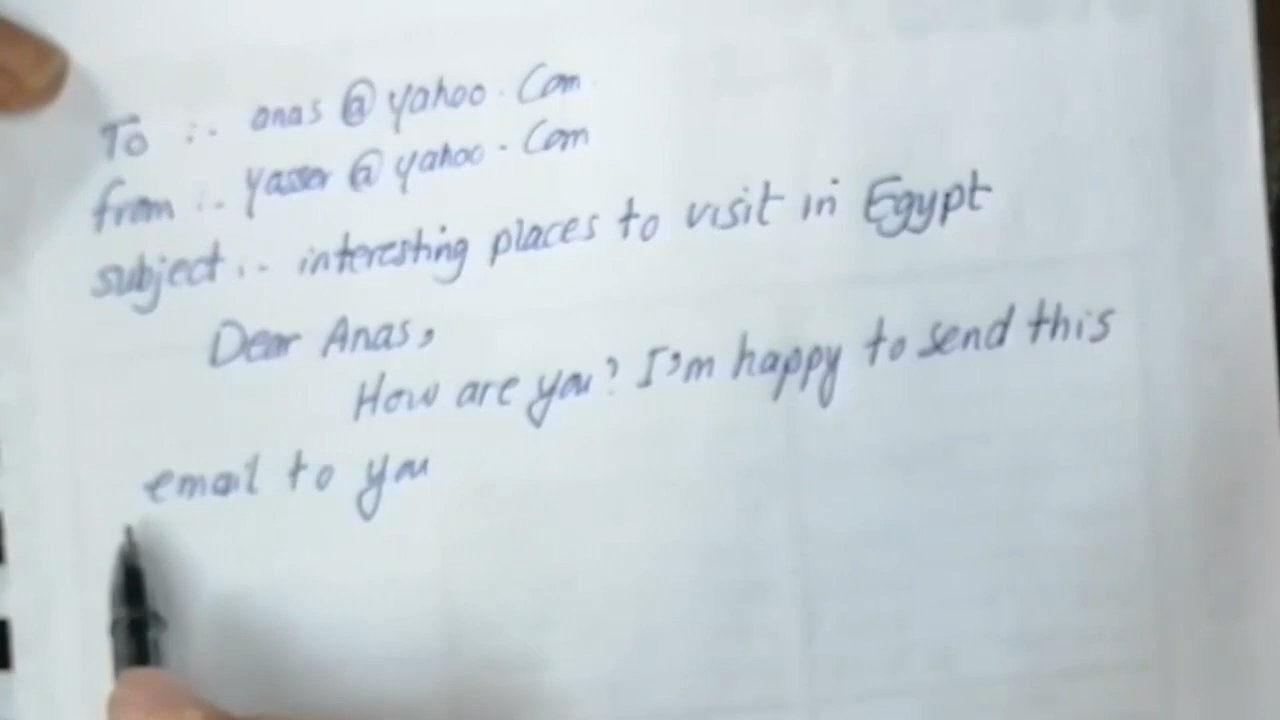 To :. anas @ yahoo . Com
from :. yasser @ yahoo . Com
subject :. interesting places to visit in Egypt
Dear Anas,
How are you? I'm happy to send this
email to you